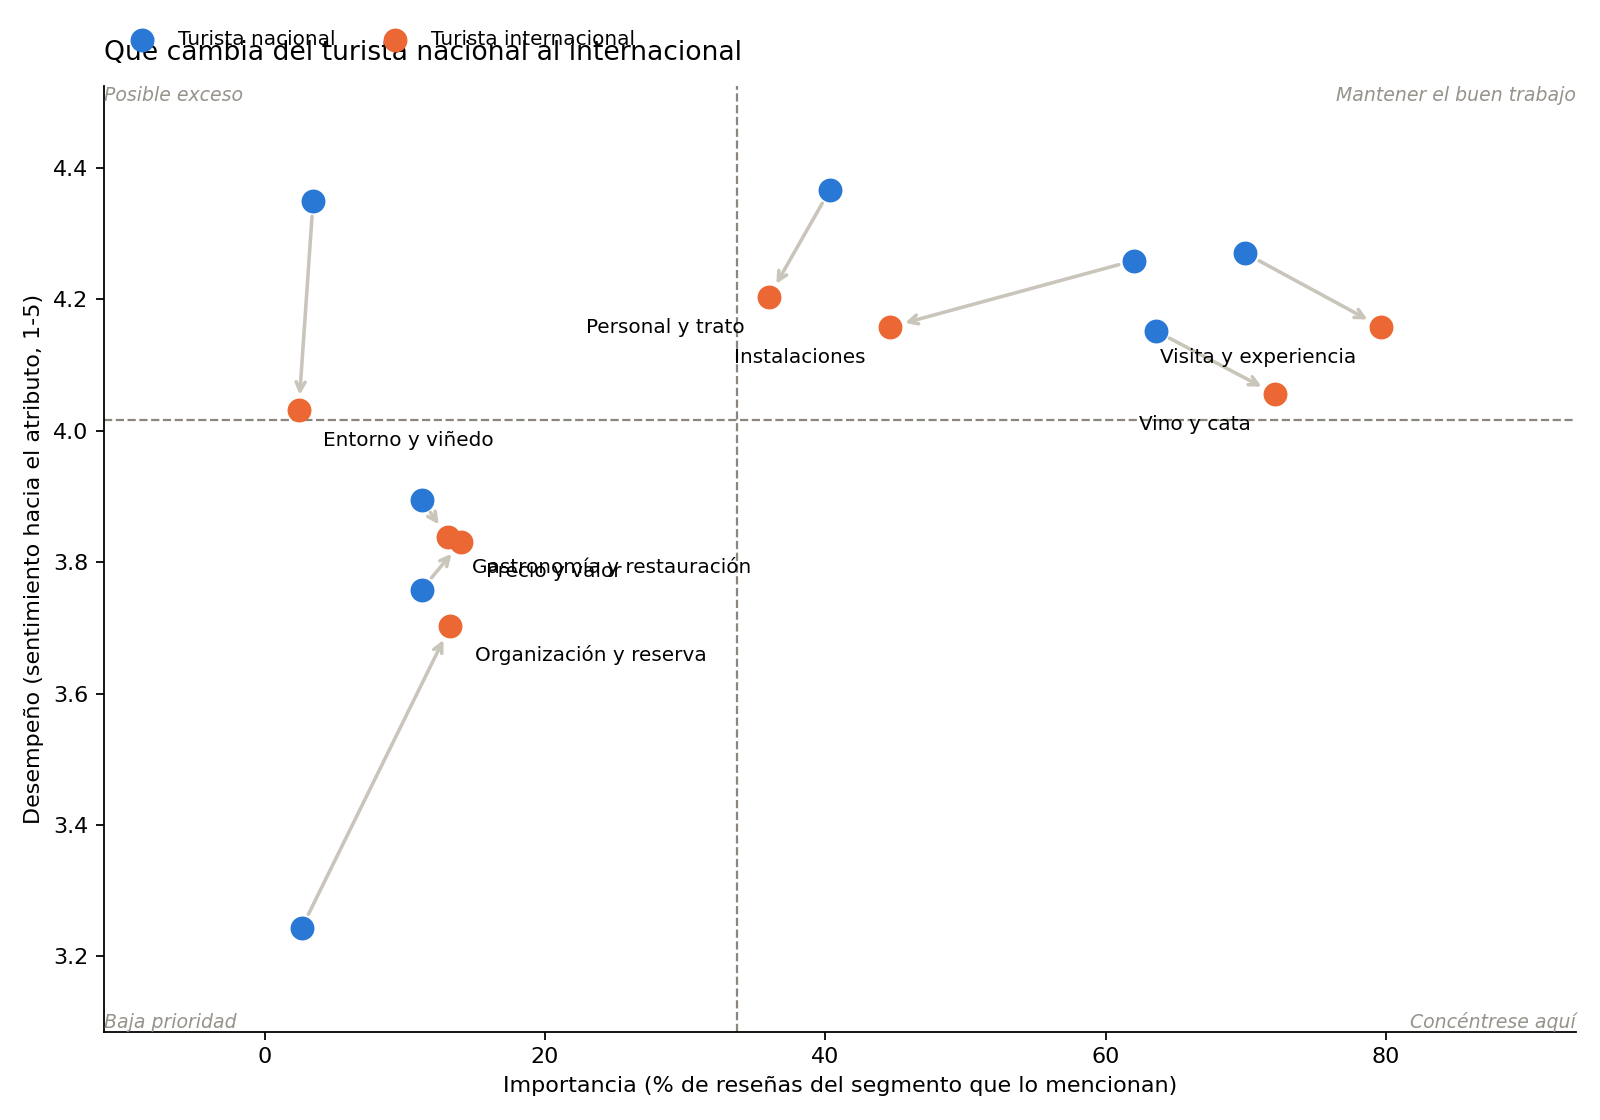 Turista nacional
Turista internacional
Qué cambia del turista nacional al internacional
Posible exceso
Mantener el buen trabajo
4.4
4.2
4.0
3.8
3.6
3.4
3.2
Desempeño (sentimiento hacia el atributo, 1-5)
Personal y trato
Instalaciones
Visita y experiencia
Vino y cata
Entorno y viñedo
Gastronomía y restauración
Precio y valor
Organización y reserva
Baja prioridad
Concéntrese aquí
0
20
40
60
80
Importancia (% de reseñas del segmento que lo mencionan)